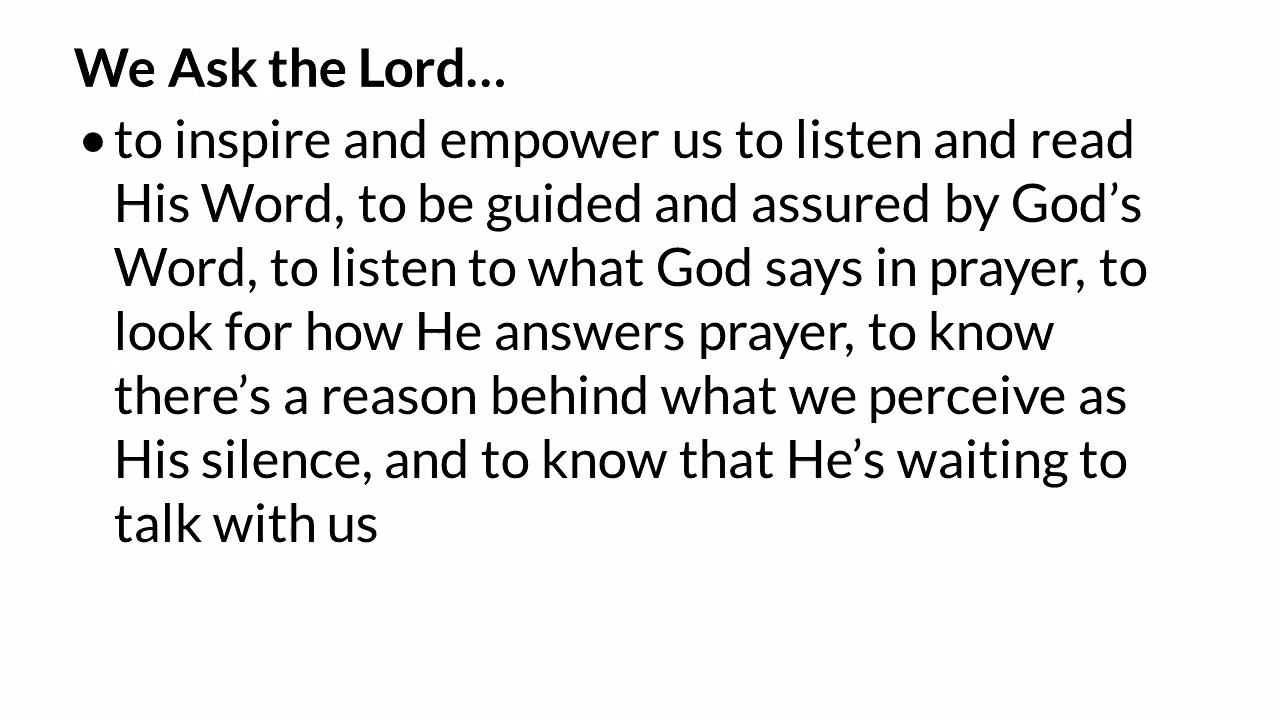 We Ask the Lord…
• to inspire and empower us to listen and read
His Word, to be guided and assured by God’s
Word, to listen to what God says in prayer, to
look for how He answers prayer, to know
there’s a reason behind what we perceive as
His silence, and to know that He’s waiting to
talk with us